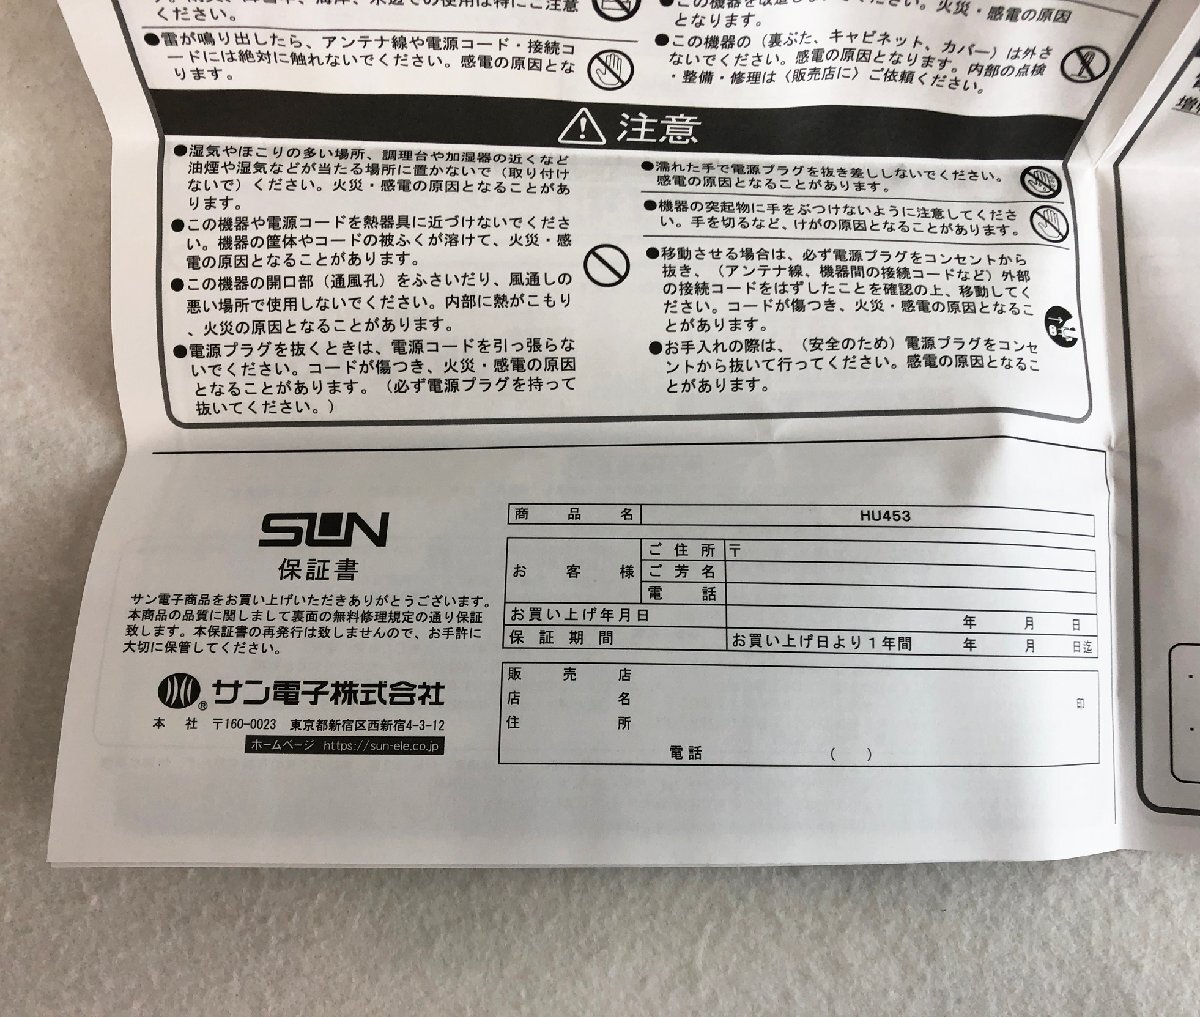 ください。
●雷が鳴り出したら、アンテナ線や電源コード・接続コ
ードには絶対に触れないでください。感電の原因とな
ります。
火災・感電の原因
となります。
●この機器の（裏ぶた、キャビネット、カバー）は外さ
ないでください。感電の原因となります。内部の点検
・整備・修理は〈販売店に〉ご依頼ください。
注意
●湿気やほこりの多い場所、調理台や加湿器の近くなど
油煙や湿気などが当たる場所に置かないで（取り付け
ないで）ください。火災・感電の原因となることがあ
ります。
●この機器や電源コードを熱器具に近づけないでくださ
い。機器の筐体やコードの被ふくが溶けて、火災・感
電の原因となることがあります。
●この機器の開口部（通風孔）をふさいだり、風通しの
悪い場所で使用しないでください。内部に熱がこもり
、火災の原因となることがあります。
●電源プラグを抜くときは、電源コードを引っ張らな
いでください。コードが傷つき、火災・感電の原因
となることがあります。（必ず電源プラグを持って
抜いてください。）
●濡れた手で電源プラグを抜き差ししないでください。
感電の原因となることがあります。
●機器の突起物に手をぶつけないように注意してくださ
い。手を切るなど、けがの原因となることがあります。
●移動させる場合は、必ず電源プラグをコンセントから
抜き、（アンテナ線、機器間の接続コードなど）外部
の接続コードをはずしたことを確認の上、移動してく
ださい。コードが傷つき、火災・感電の原因となるこ
とがあります。
●お手入れの際は、（安全のため）電源プラグをコンセ
ントから抜いて行ってください。感電の原因となるこ
とがあります。
SUN
保証書
サン電子商品をお買い上げいただきありがとうございます。
本商品の品質に関しまして裏面の無料修理規定の通り保証
致します。本保証書の再発行は致しませんので、お手許に
大切に保管してください。
®サン電子株式会社
本 社 〒160-0023 東京都新宿区西新宿4-3-12
ホームページ https://sun-ele.co.jp
商品名 HU453
お客様 ご住所 〒
ご芳名
電話
お買い上げ年月日 年 月 日
保証期間 お買い上げ日より1年間 年 月 日迄
販売店
店名 印
住所
電話 （ ）